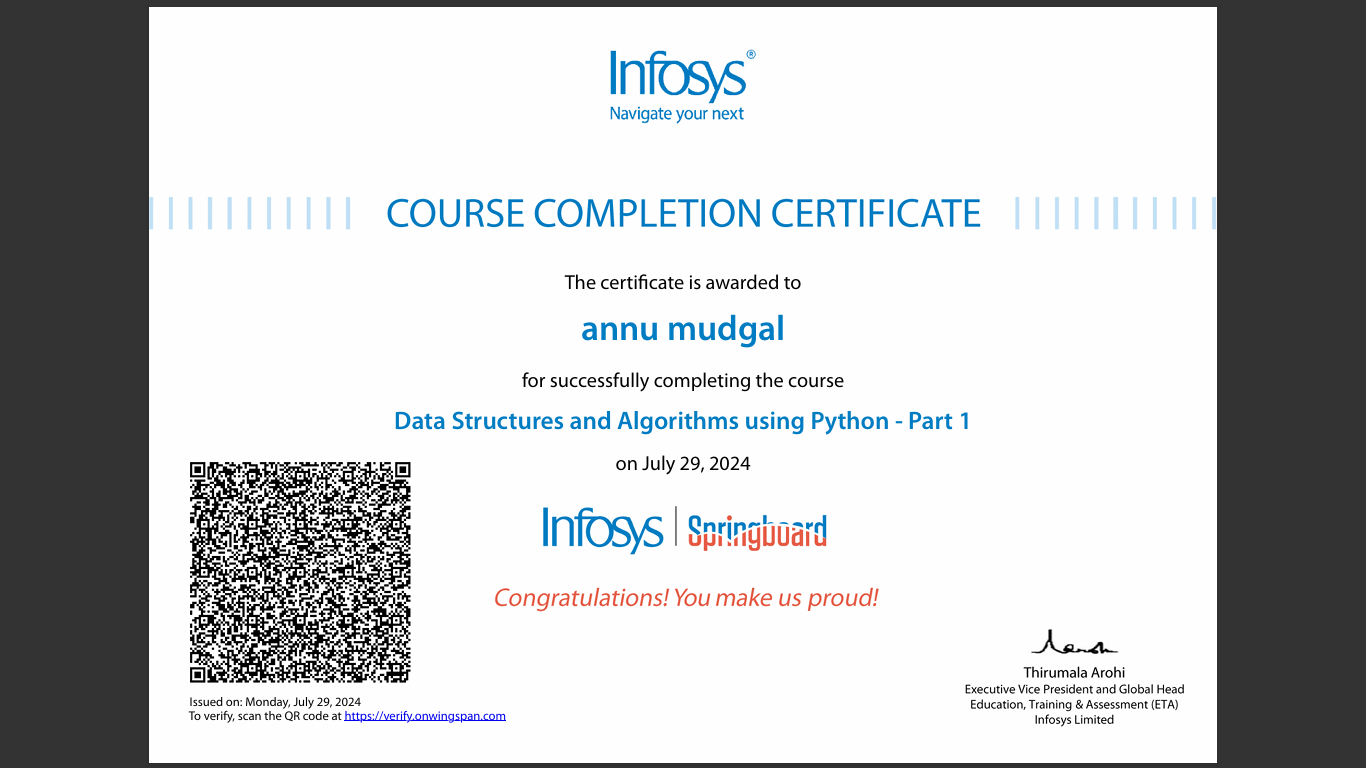 Infosys®
Navigate your next
COURSE COMPLETION CERTIFICATE
The certificate is awarded to
annu mudgal
for successfully completing the course
Data Structures and Algorithms using Python - Part 1
on July 29, 2024
Infosys | Springboard
Congratulations! You make us proud!
Issued on: Monday, July 29, 2024
To verify, scan the QR code at https://verify.onwingspan.com
Thirumala Arohi
Executive Vice President and Global Head
Education, Training & Assessment (ETA)
Infosys Limited